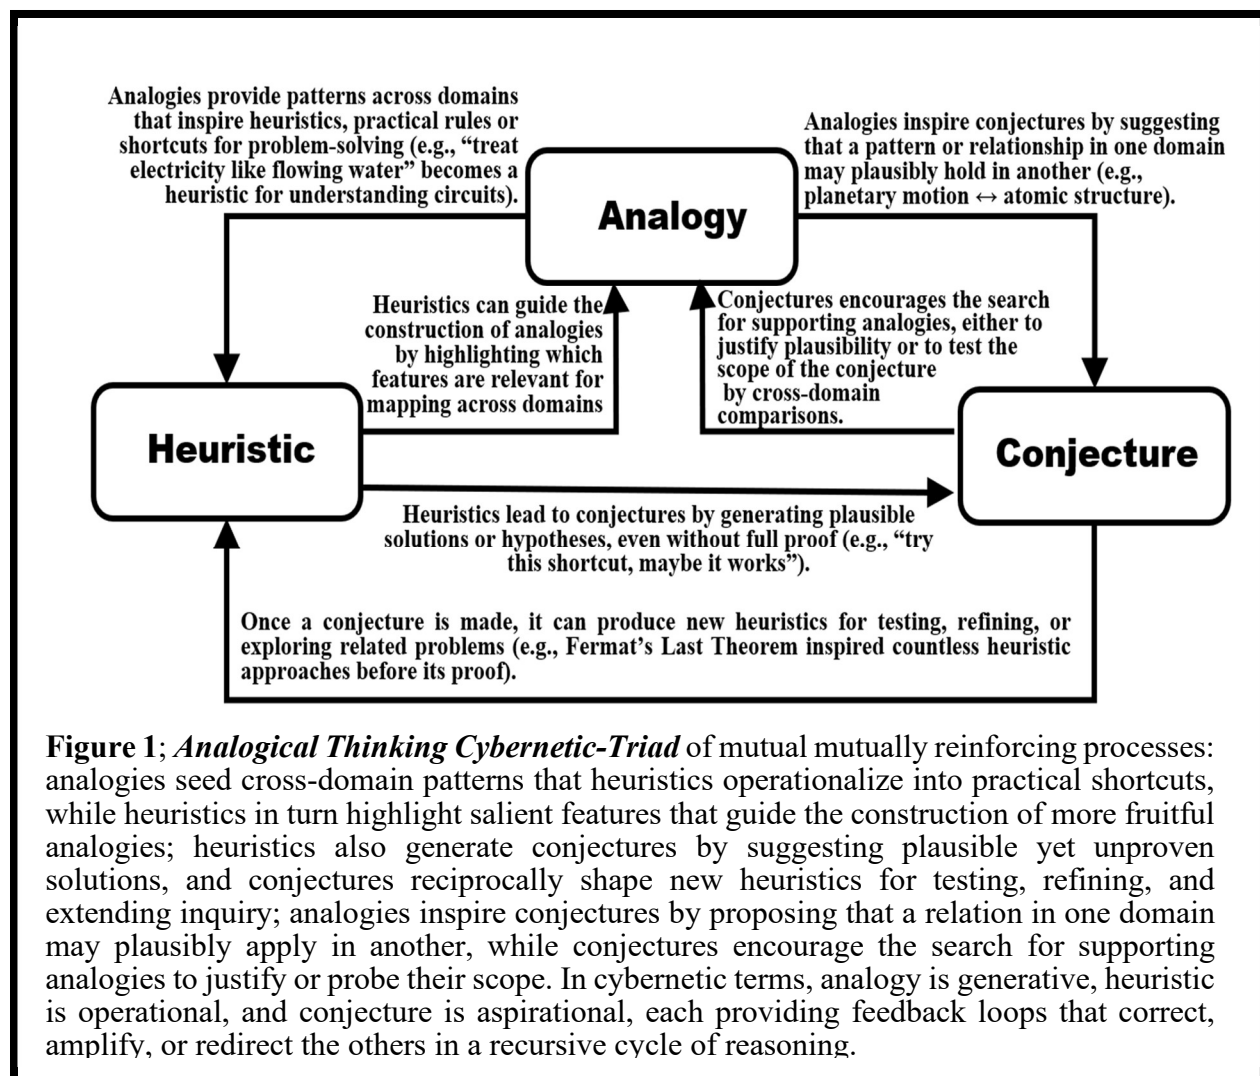 Analogies provide patterns across domains
that inspire heuristics, practical rules or
shortcuts for problem-solving (e.g., “treat
electricity like flowing water” becomes a
heuristic for understanding circuits).
Analogies inspire conjectures by suggesting
that a pattern or relationship in one domain
may plausibly hold in another (e.g.,
planetary motion ↔ atomic structure).
Analogy
Heuristics can guide the
construction of analogies
by highlighting which
features are relevant for
mapping across domains
Conjectures encourages the search
for supporting analogies, either to
justify plausibility or to test the
scope of the conjecture
by cross-domain
comparisons.
Heuristic
Conjecture
Heuristics lead to conjectures by generating plausible
solutions or hypotheses, even without full proof (e.g., “try
this shortcut, maybe it works”).
Once a conjecture is made, it can produce new heuristics for testing, refining, or
exploring related problems (e.g., Fermat’s Last Theorem inspired countless heuristic
approaches before its proof).
Figure 1; Analogical Thinking Cybernetic-Triad of mutual mutually reinforcing processes:
analogies seed cross-domain patterns that heuristics operationalize into practical shortcuts,
while heuristics in turn highlight salient features that guide the construction of more fruitful
analogies; heuristics also generate conjectures by suggesting plausible yet unproven
solutions, and conjectures reciprocally shape new heuristics for testing, refining, and
extending inquiry; analogies inspire conjectures by proposing that a relation in one domain
may plausibly apply in another, while conjectures encourage the search for supporting
analogies to justify or probe their scope. In cybernetic terms, analogy is generative, heuristic
is operational, and conjecture is aspirational, each providing feedback loops that correct,
amplify, or redirect the others in a recursive cycle of reasoning.